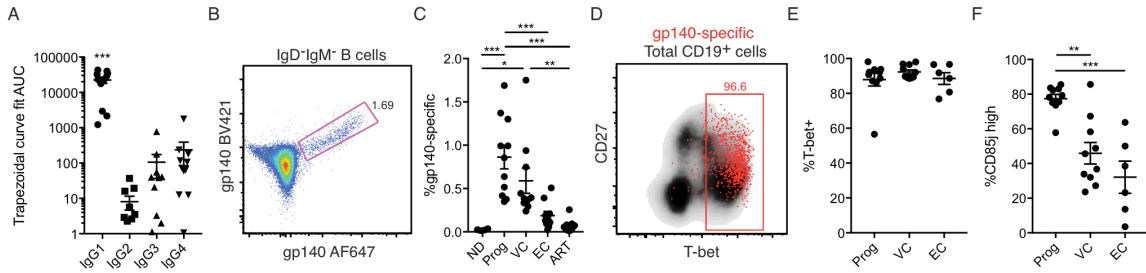 A
Trapezoidal curve fit AUC
100000
10000
1000
100
10
1
***
IgG1
IgG2
IgG3
IgG4
B
IgD⁻IgM⁻ B cells
gp140 BV421
1.69
gp140 AF647
C
%gp140-specific
2.0
1.5
1.0
0.5
0.0
***
***
***
*
**
ND
Prog
VC
EC
ART
D
gp140-specific
Total CD19⁺ cells
96.6
CD27
T-bet
E
%T-bet+
100
80
60
40
20
0
Prog
VC
EC
F
%CD85j high
100
80
60
40
20
0
**
***
Prog
VC
EC